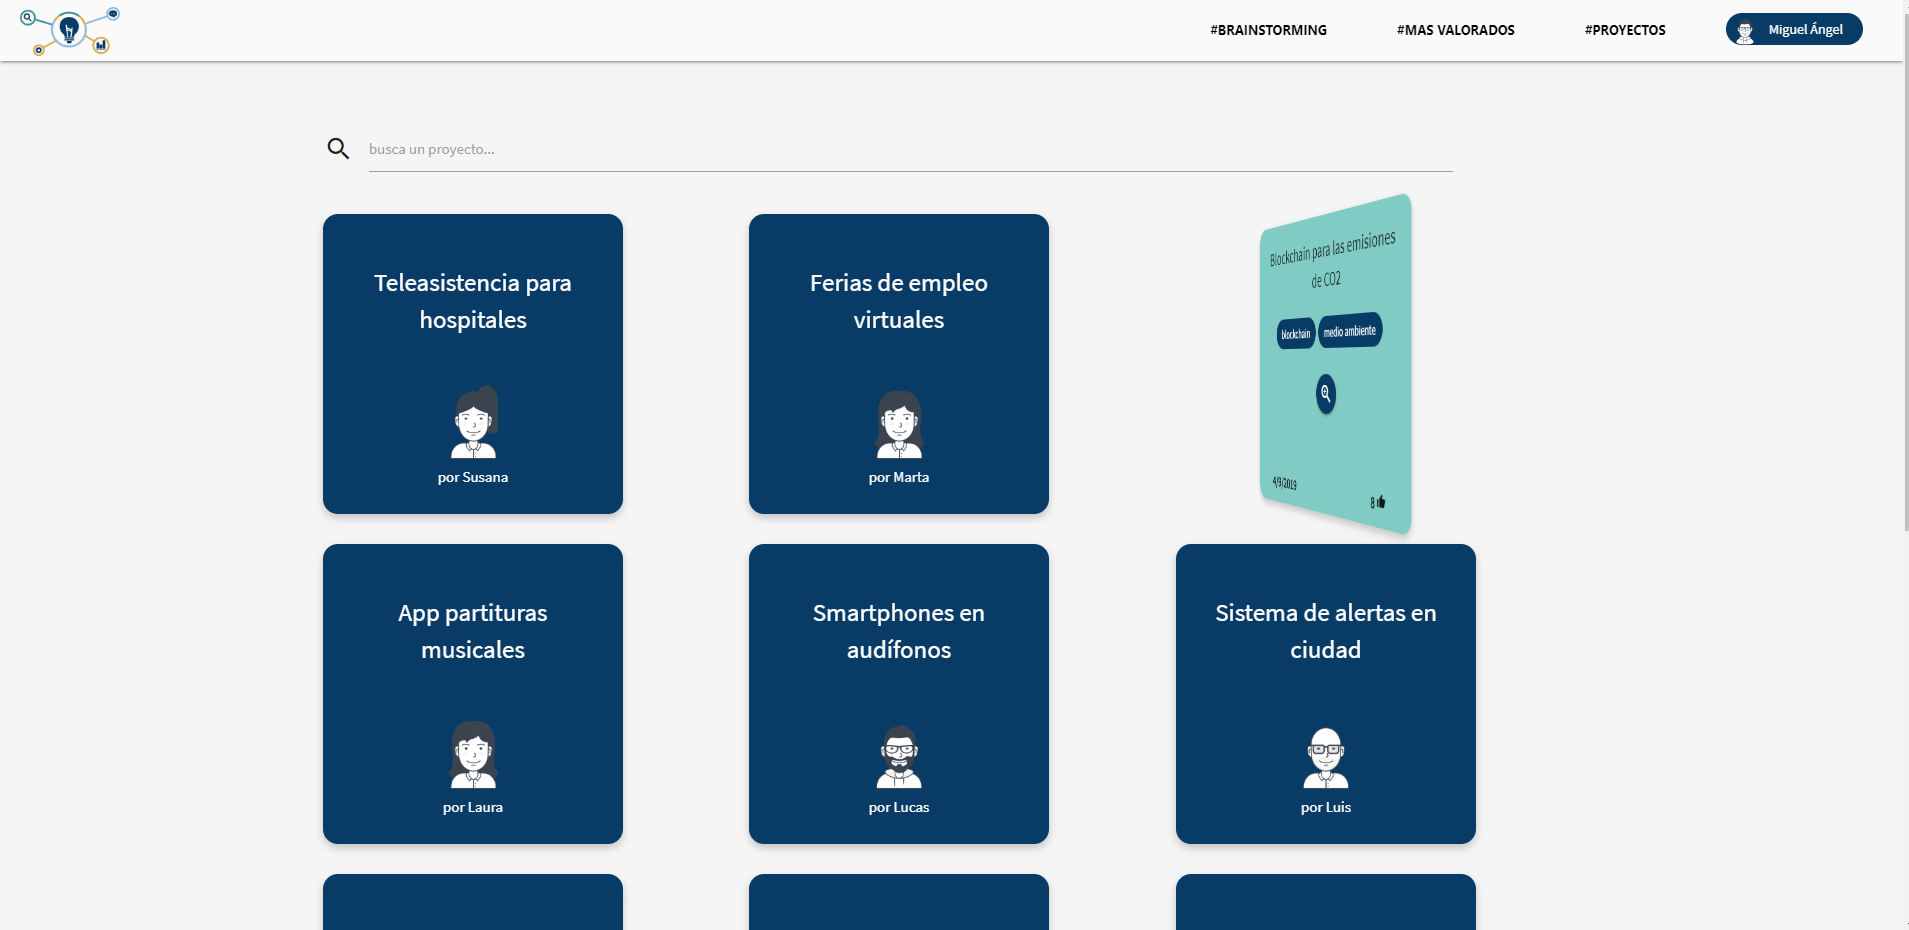 #BRAINSTORMING
#MAS VALORADOS
#PROYECTOS
Miguel Ángel
busca un proyecto...
Teleasistencia para
hospitales
por Susana
Ferias de empleo
virtuales
por Marta
Blockchain para las emisiones
de CO2
blockchain
medio ambiente
4/9/2019
8
App partituras
musicales
por Laura
Smartphones en
audífonos
por Lucas
Sistema de alertas en
ciudad
por Luis